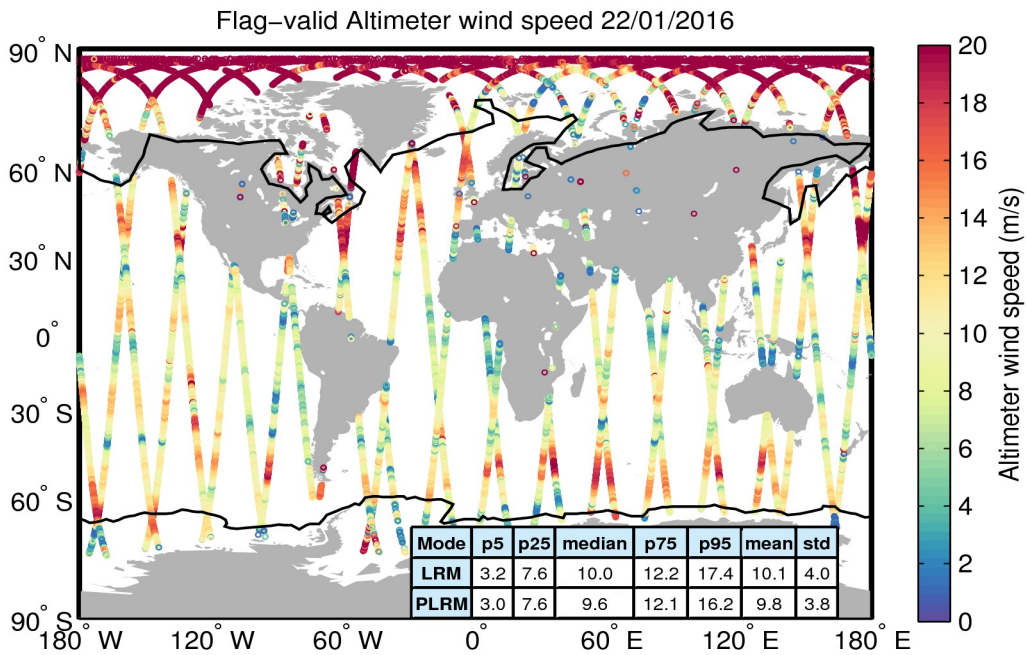 Flag−valid Altimeter wind speed 22/01/2016
90° N
60° N
30° N
0°
30° S
60° S
90° S
180° W
120° W
60° W
0°
60° E
120° E
180° E
Mode p5 p25 median p75 p95 mean std
LRM 3.2 7.6 10.0 12.2 17.4 10.1 4.0
PLRM 3.0 7.6 9.6 12.1 16.2 9.8 3.8
20
18
16
14
12
10
8
6
4
2
0
Altimeter wind speed (m/s)